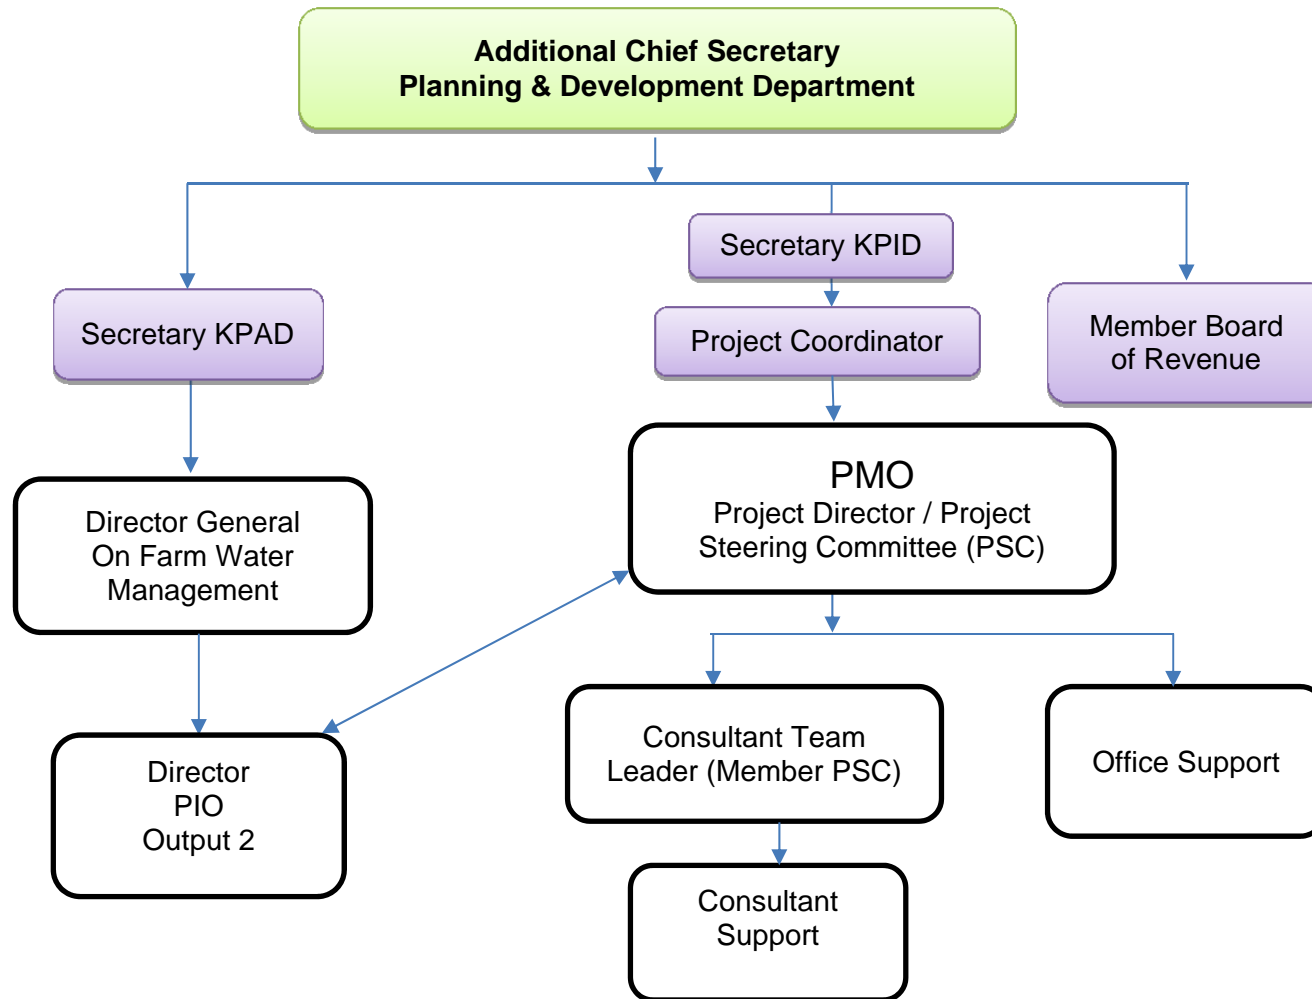 Additional Chief Secretary
Planning & Development Department
Secretary KPID
Secretary KPAD
Project Coordinator
Member Board
of Revenue
PMO
Project Director / Project
Steering Committee (PSC)
Director General
On Farm Water
Management
Consultant Team
Leader (Member PSC)
Office Support
Director
PIO
Output 2
Consultant
Support